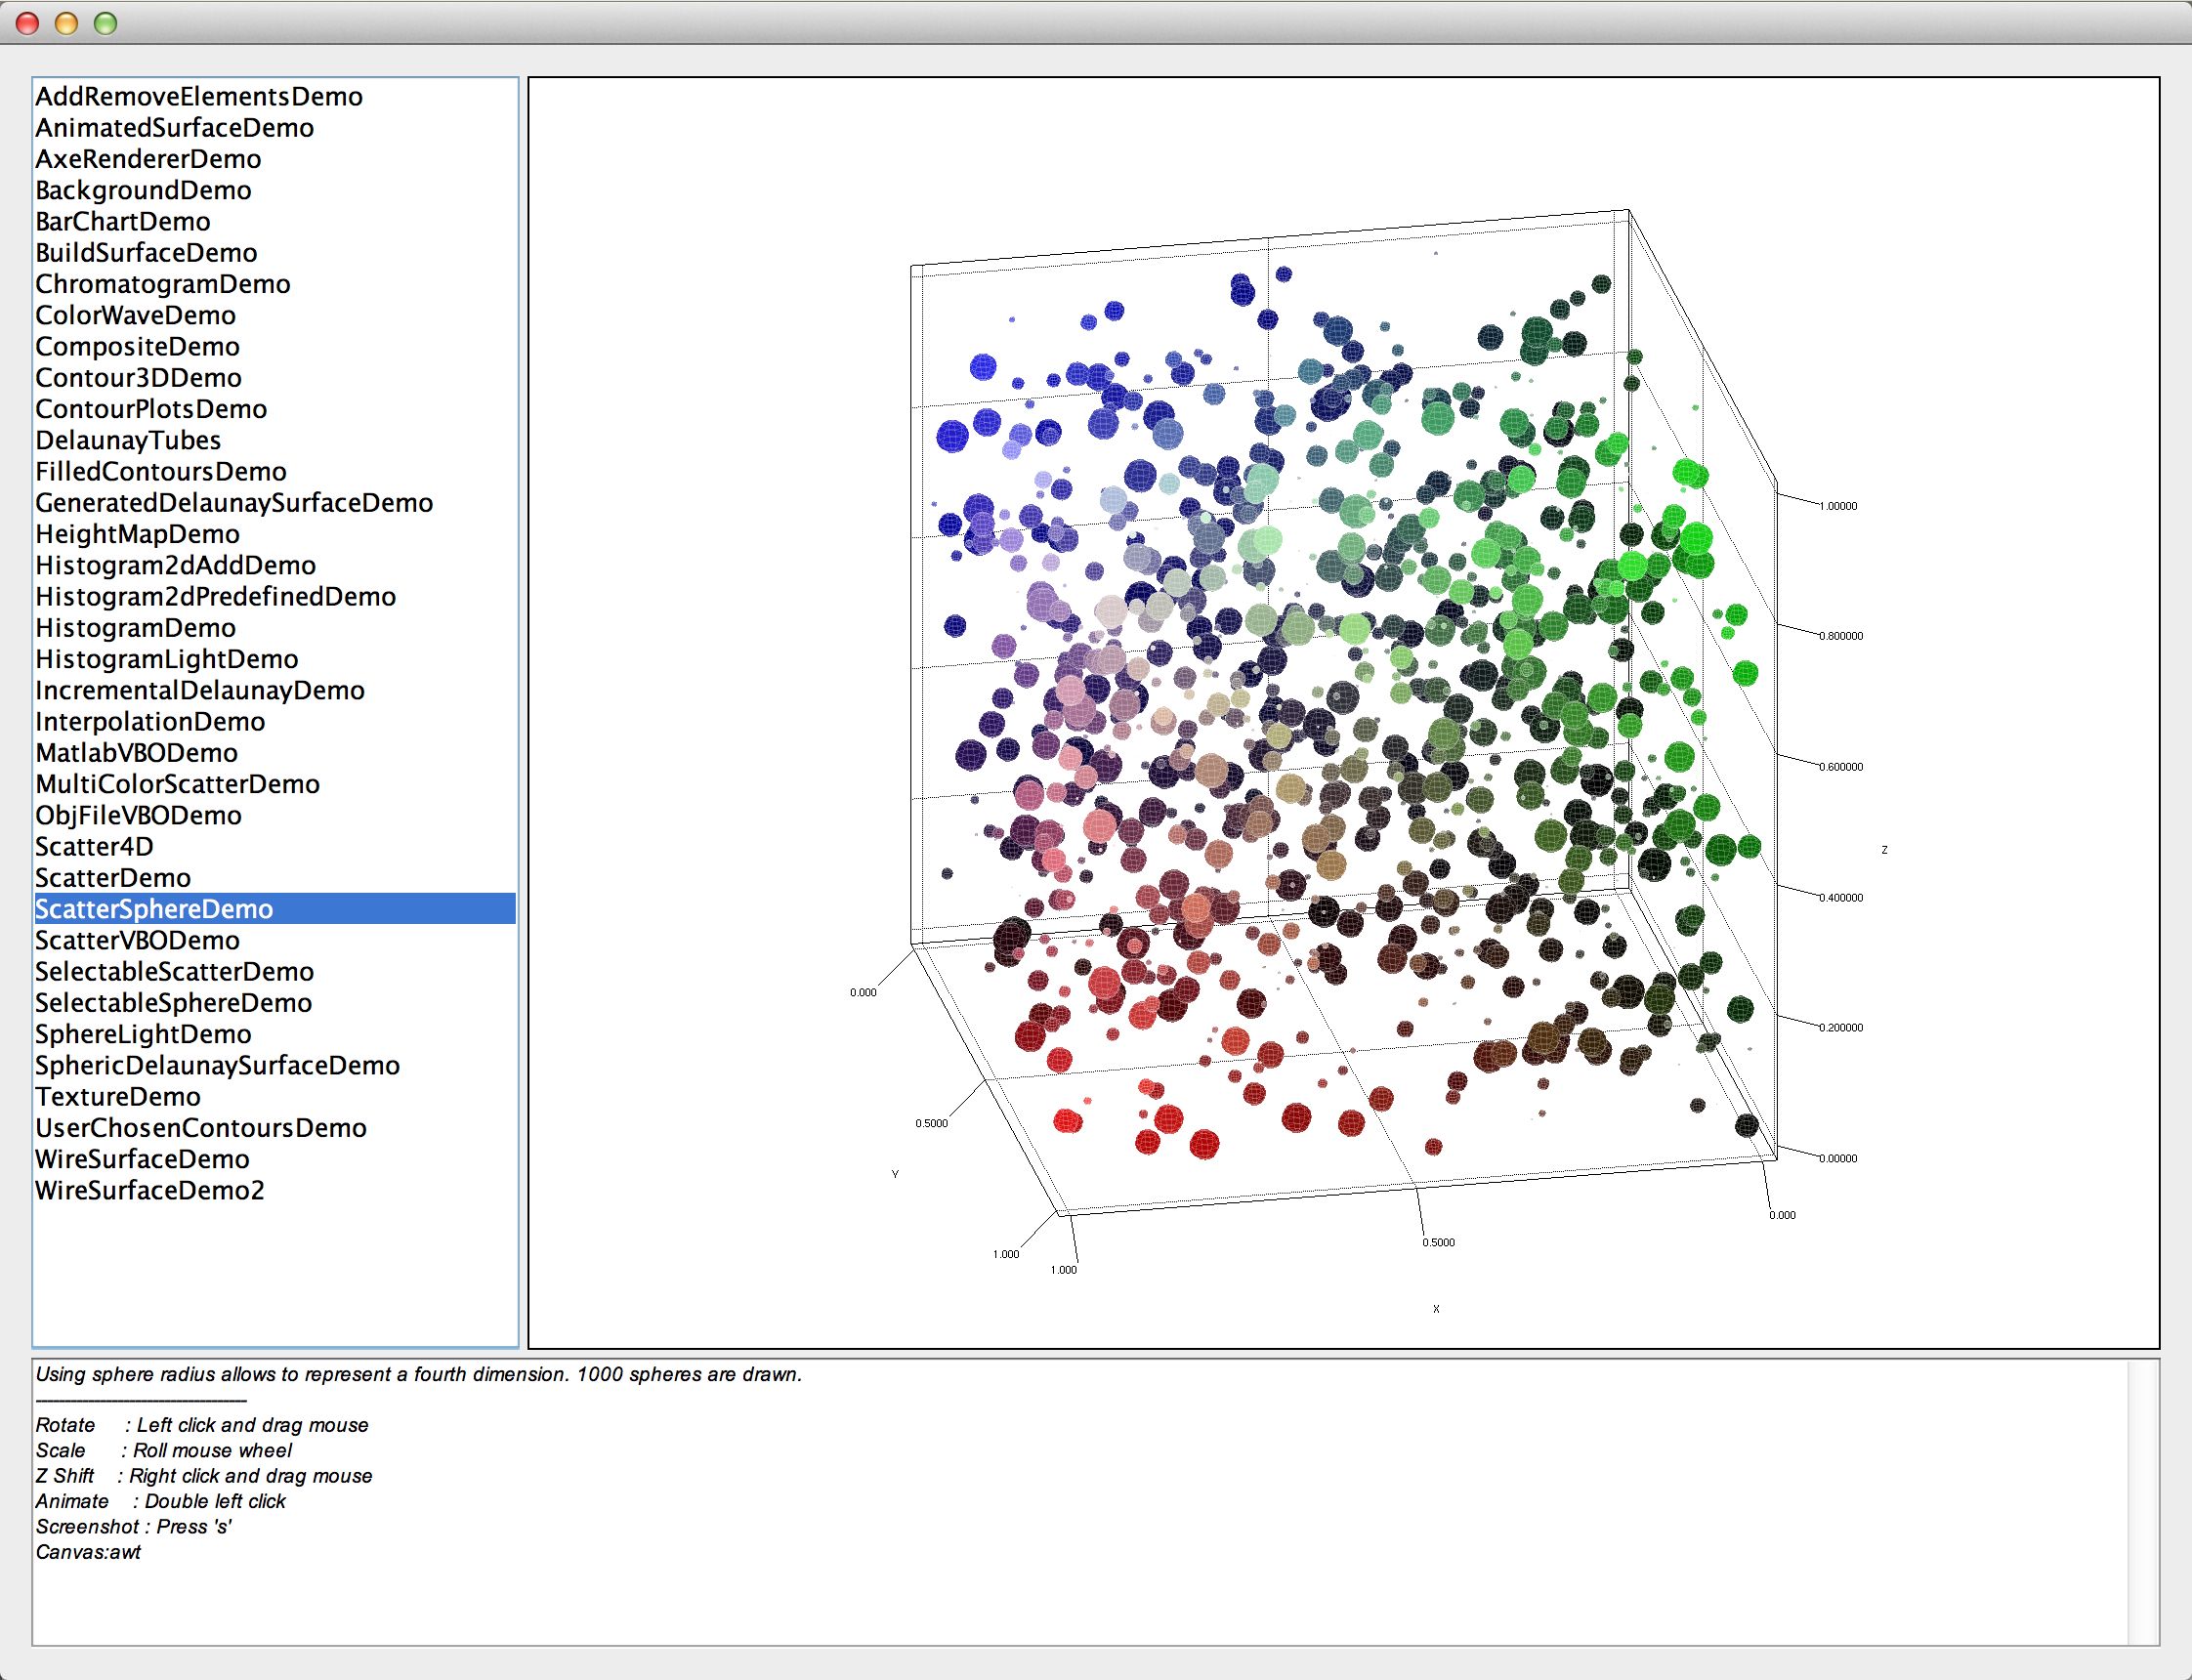 AddRemoveElementsDemo
AnimatedSurfaceDemo
AxeRendererDemo
BackgroundDemo
BarChartDemo
BuildSurfaceDemo
ChromatogramDemo
ColorWaveDemo
CompositeDemo
Contour3DDemo
ContourPlotsDemo
DelaunayTubes
FilledContoursDemo
GeneratedDelaunaySurfaceDemo
HeightMapDemo
Histogram2dAddDemo
Histogram2dPredefinedDemo
HistogramDemo
HistogramLightDemo
IncrementalDelaunayDemo
InterpolationDemo
MatlabVBODemo
MultiColorScatterDemo
ObjFileVBODemo
Scatter4D
ScatterDemo
ScatterSphereDemo
ScatterVBODemo
SelectableScatterDemo
SelectableSphereDemo
SphereLightDemo
SphericDelaunaySurfaceDemo
TextureDemo
UserChosenContoursDemo
WireSurfaceDemo
WireSurfaceDemo2
1.00000
0.800000
0.600000
Z
0.400000
0.200000
0.00000
0.000
0.5000
Y
1.000
1.000
0.5000
0.000
X
Using sphere radius allows to represent a fourth dimension. 1000 spheres are drawn.
------------------------------------
Rotate : Left click and drag mouse
Scale : Roll mouse wheel
Z Shift : Right click and drag mouse
Animate : Double left click
Screenshot : Press 's'
Canvas:awt